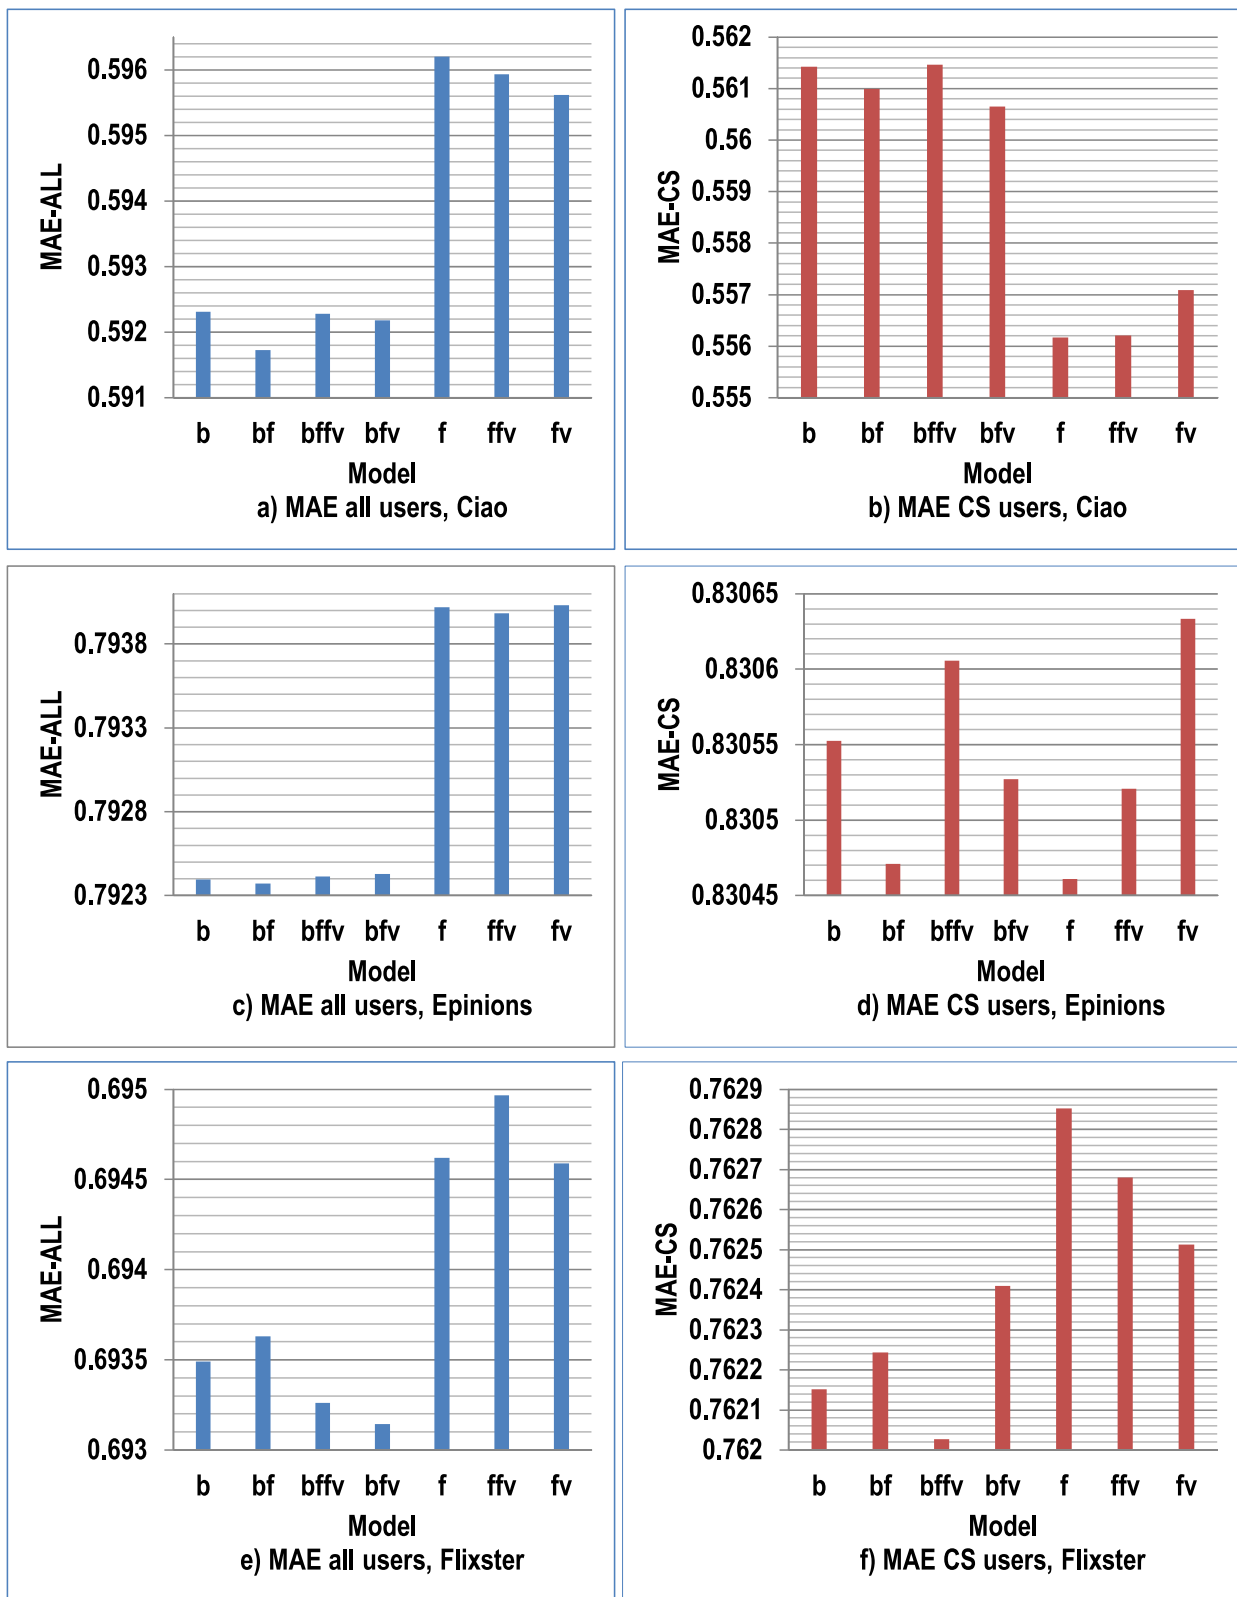 0.596
0.595
0.594
0.593
0.592
0.591
MAE-ALL
b bf bffv bfv f ffv fv
Model
a) MAE all users, Ciao
0.562
0.561
0.56
0.559
0.558
0.557
0.556
0.555
MAE-CS
b bf bffv bfv f ffv fv
Model
b) MAE CS users, Ciao
0.7938
0.7933
0.7928
0.7923
MAE-ALL
b bf bffv bfv f ffv fv
Model
c) MAE all users, Epinions
0.83065
0.8306
0.83055
0.8305
0.83045
MAE-CS
b bf bffv bfv f ffv fv
Model
d) MAE CS users, Epinions
0.695
0.6945
0.694
0.6935
0.693
MAE-ALL
b bf bffv bfv f ffv fv
Model
e) MAE all users, Flixster
0.7629
0.7628
0.7627
0.7626
0.7625
0.7624
0.7623
0.7622
0.7621
0.762
MAE-CS
b bf bffv bfv f ffv fv
Model
f) MAE CS users, Flixster